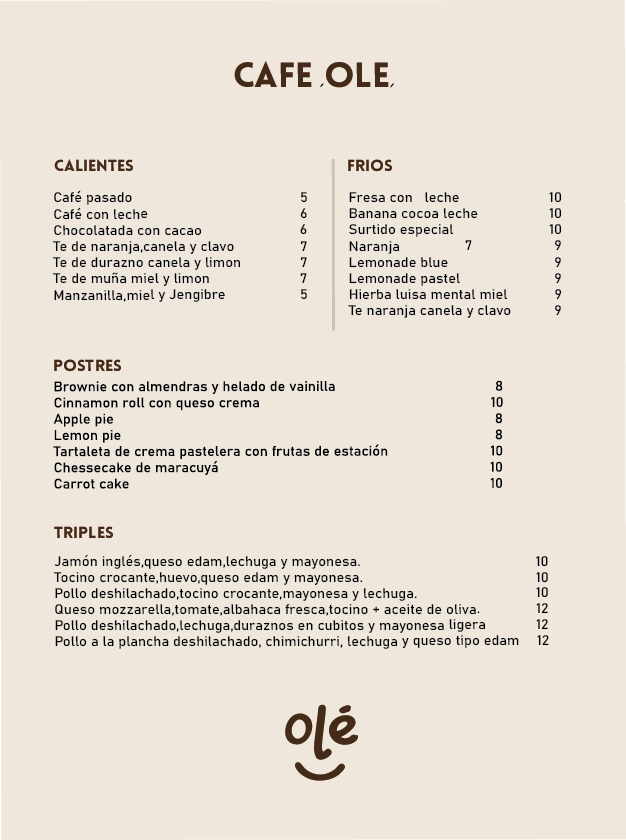 CAFE ,OLE,
CALIENTES
Café pasado 5
Café con leche 6
Chocolatada con cacao 6
Te de naranja,canela y clavo 7
Te de durazno canela y limon 7
Te de muña miel y limon 7
Manzanilla,miel y Jengibre 5
FRIOS
Fresa con leche 10
Banana cocoa leche 10
Surtido especial 10
Naranja 7 9
Lemonade blue 9
Lemonade pastel 9
Hierba luisa mental miel 9
Te naranja canela y clavo 9
POSTRES
Brownie con almendras y helado de vainilla 8
Cinnamon roll con queso crema 10
Apple pie 8
Lemon pie 8
Tartaleta de crema pastelera con frutas de estación 10
Chessecake de maracuyá 10
Carrot cake 10
TRIPLES
Jamón inglés,queso edam,lechuga y mayonesa. 10
Tocino crocante,huevo,queso edam y mayonesa. 10
Pollo deshilachado,tocino crocante,mayonesa y lechuga. 10
Queso mozzarella,tomate,albahaca fresca,tocino + aceite de oliva. 12
Pollo deshilachado,lechuga,duraznos en cubitos y mayonesa ligera 12
Pollo a la plancha deshilachado, chimichurri, lechuga y queso tipo edam 12
olé